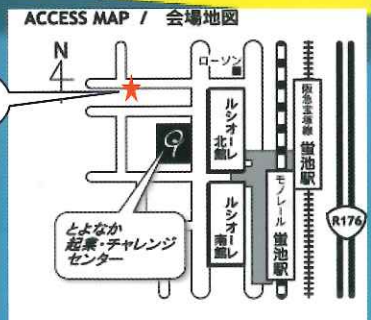 ACCESS MAP / 会場地図
N
ローソン
阪急宝塚線 蛍池駅
ルシオーレ
北館
とよなか
起業・チャレンジ
センター
ルシオーレ
南館
モノレール 蛍池駅
R176